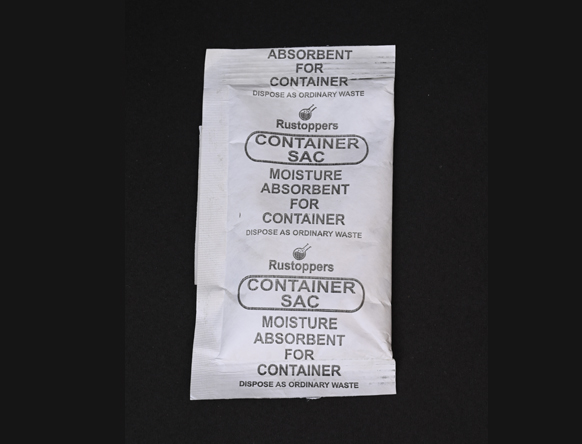 ABSORBENT
FOR
CONTAINER
DISPOSE AS ORDINARY WASTE
Rustoppers
CONTAINER
SAC
MOISTURE
ABSORBENT
FOR
CONTAINER
DISPOSE AS ORDINARY WASTE
Rustoppers
CONTAINER
SAC
MOISTURE
ABSORBENT
FOR
CONTAINER
DISPOSE AS ORDINARY WASTE